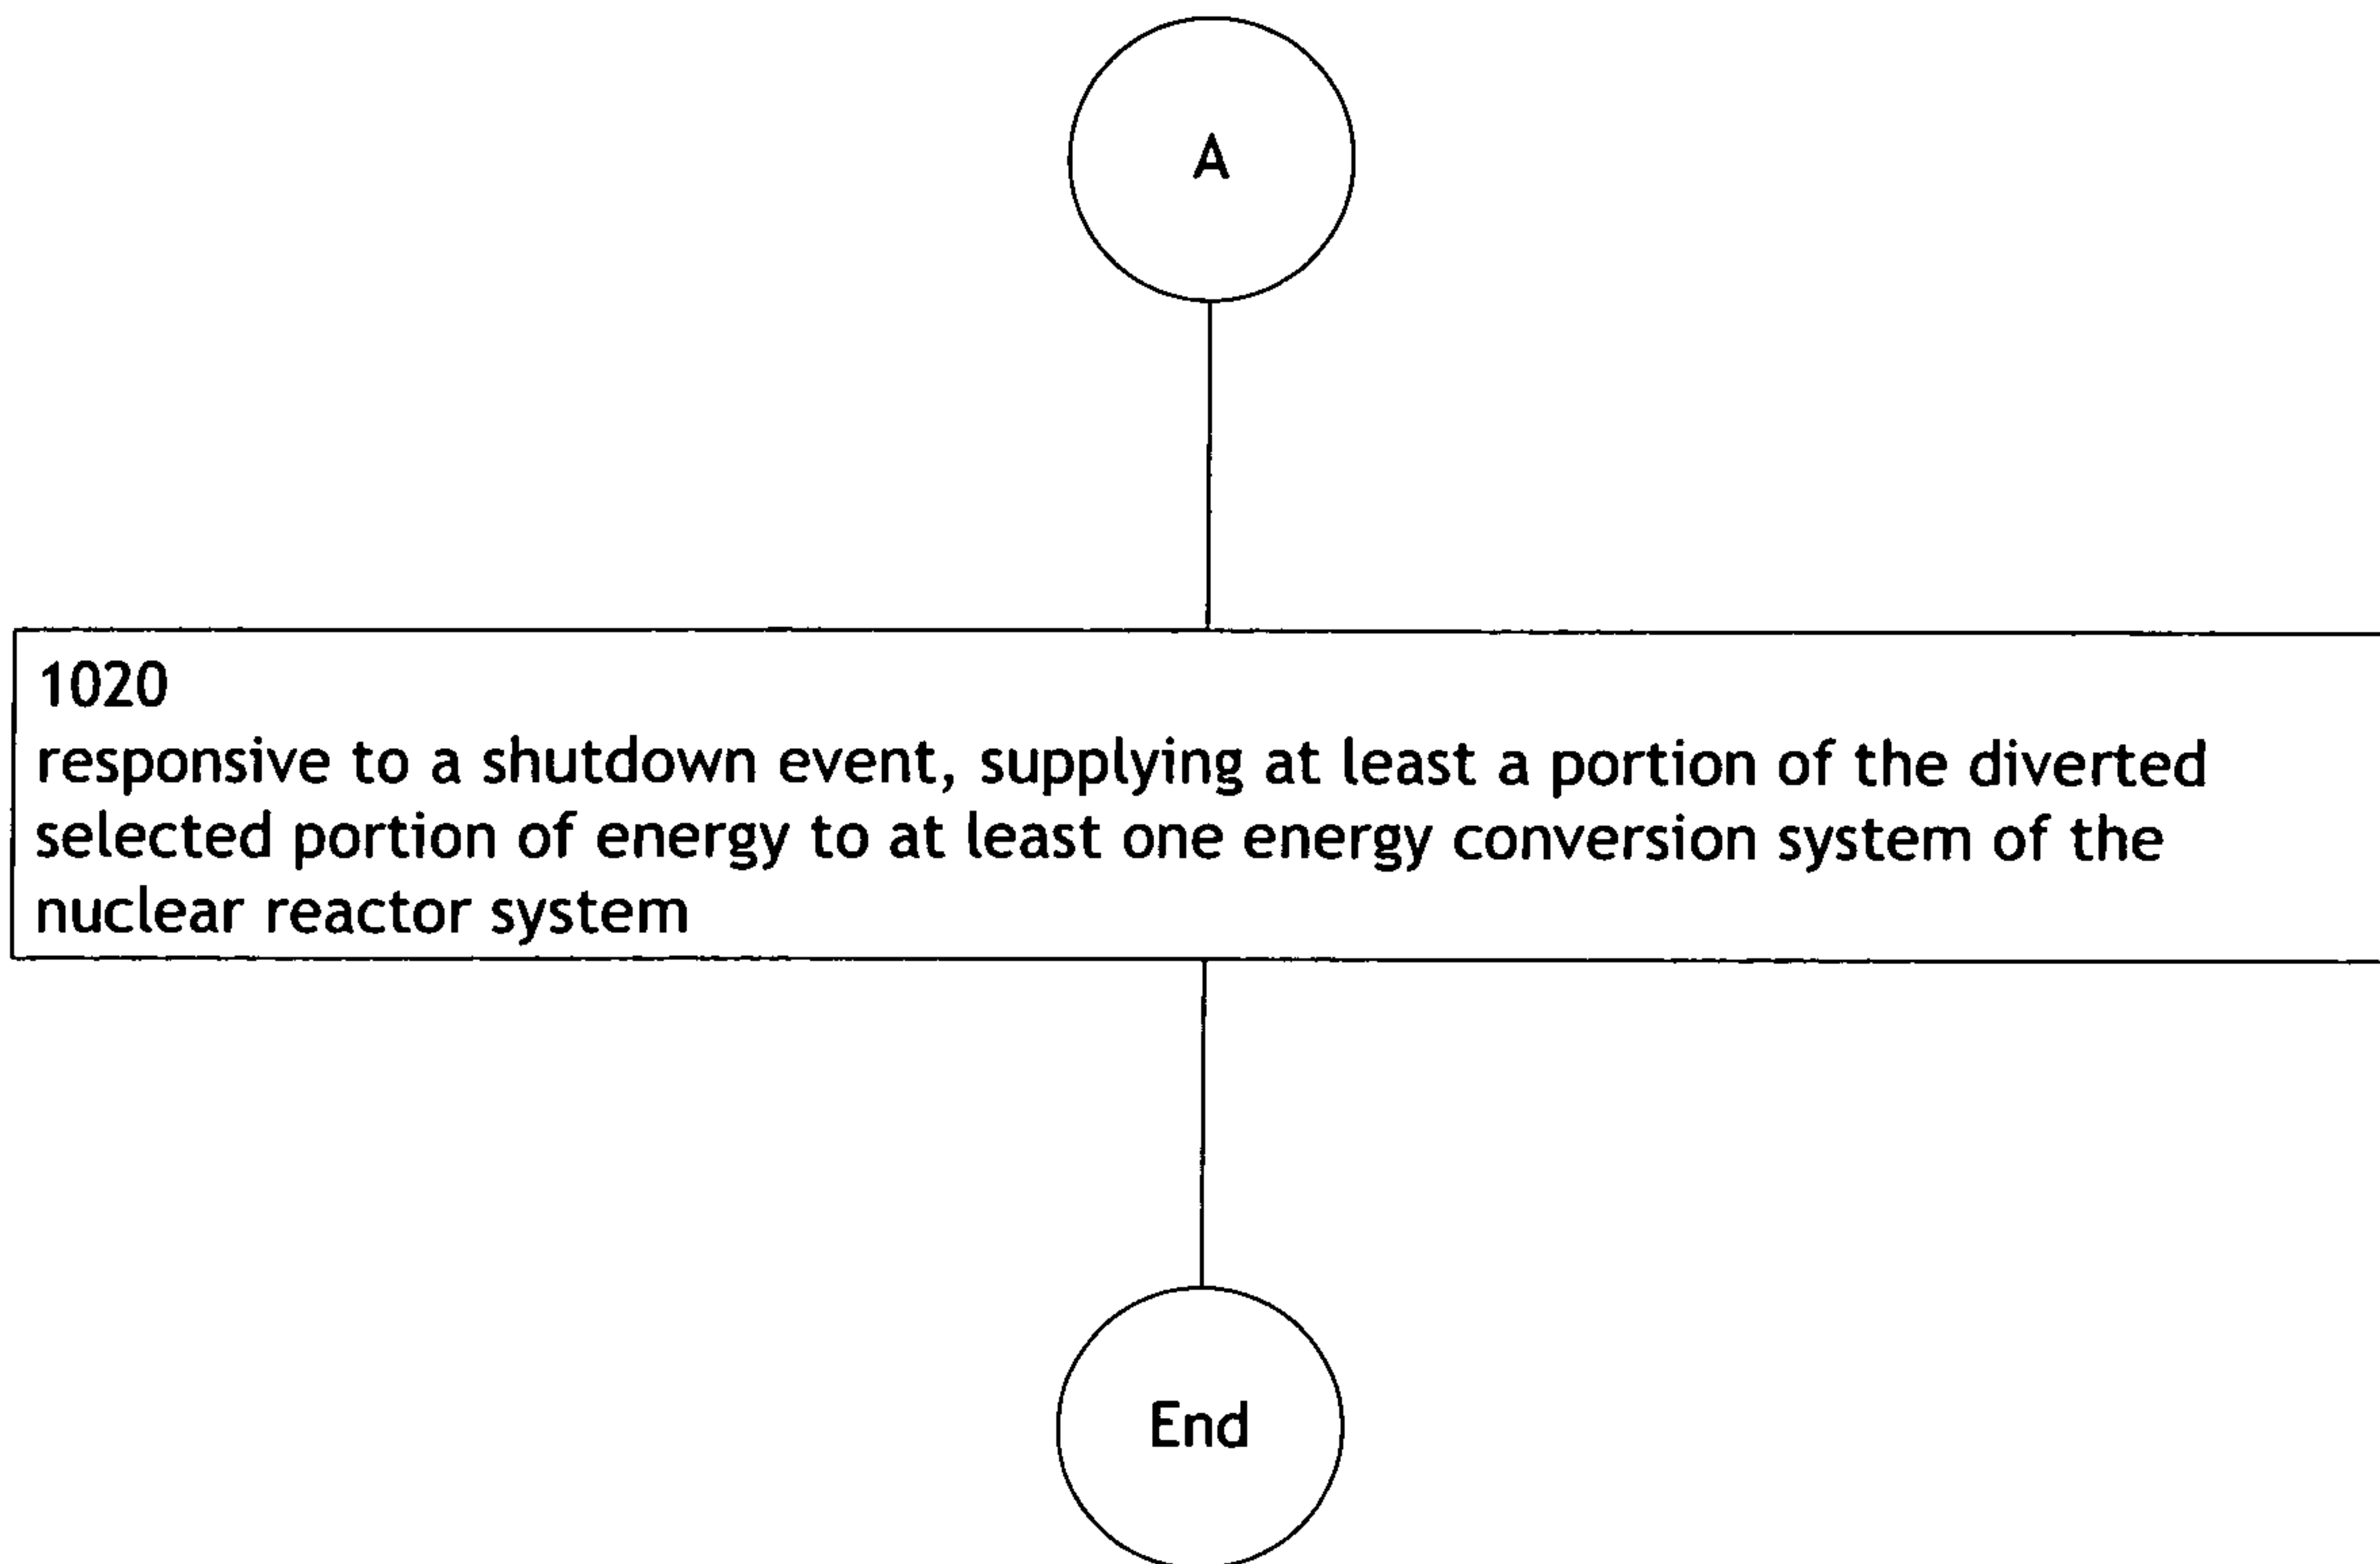 A
1020
responsive to a shutdown event, supplying at least a portion of the diverted
selected portion of energy to at least one energy conversion system of the
nuclear reactor system
End